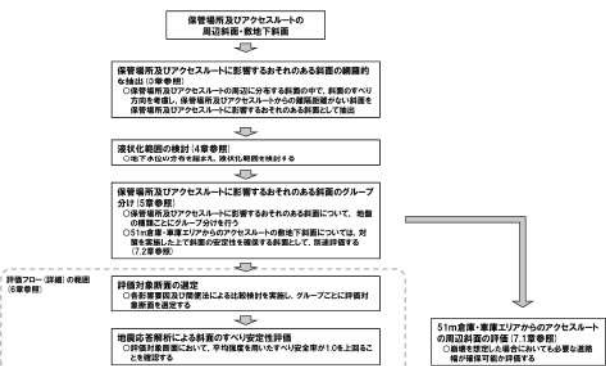 保管場所及びアクセスルートの
周辺斜面・敷地下斜面
保管場所及びアクセスルートに影響するおそれのある斜面の網羅的
な抽出(3章参照)
○保管場所及びアクセスルートの周辺に分布する斜面の中で、斜面のすべり
方向を考慮し、保管場所及びアクセスルートからの離隔距離がない斜面を
保管場所及びアクセスルートに影響するおそれのある斜面として抽出
液状化範囲の検討(4章参照)
○地下水位の分布を踏まえ、液状化範囲を検討する
保管場所及びアクセスルートに影響するおそれのある斜面のグループ
分け(5章参照)
○保管場所及びアクセスルートに影響するおそれのある斜面について、地盤
の種類ごとにグループ分けを行う
○51m倉庫・車庫エリアからのアクセスルートの敷地下斜面については、対
策を実施した上で斜面の安定性を確保する斜面として、別途評価する
(7.2章参照)
評価フロー(詳細)の範囲
(6章参照)
評価対象断面の選定
○各影響要因及び簡便法による比較検討を実施し、グループごとに評価対
象断面を選定する
地震応答解析による斜面のすべり安定性評価
○評価対象断面において、平均強度を用いたすべり安全率が1.0を上回るこ
とを確認する
51m倉庫・車庫エリアからのアクセスルート
の周辺斜面の評価(7.1章参照)
○崩壊を想定した場合においても必要な道路
幅が確保可能か評価する